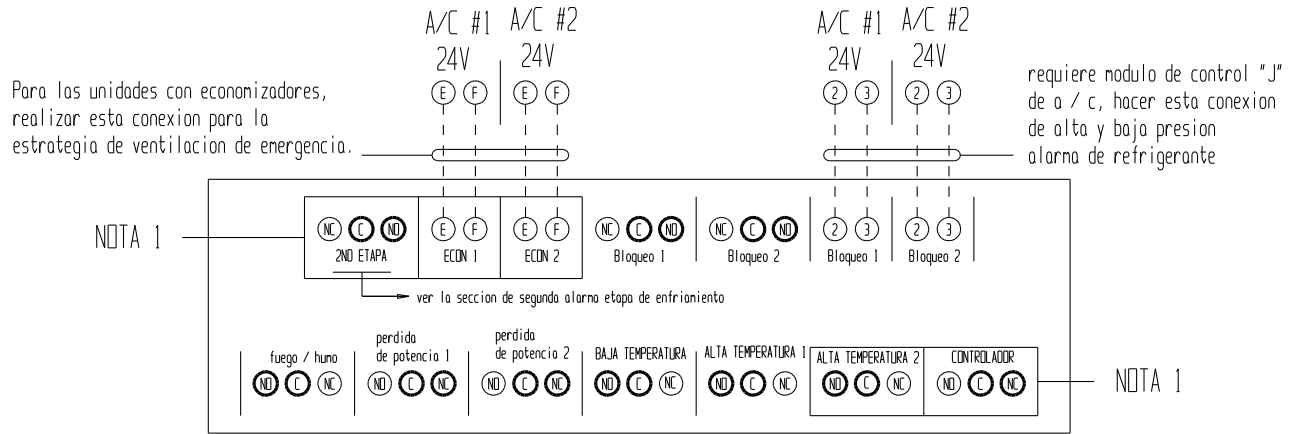 A/C #1 A/C #2
24V
Para las unidades con economizadores,
realizar esta conexion para la
estrategia de ventilacion de emergencia.
E F E F
A/C #1 A/C #2
24V
2 3 2 3
requiere modulo de control "J"
de a / c, hacer esta conexion
de alta y baja presion
alarma de refrigerante
NOTA 1
NC C NO E F E F NC C NO NC C NO 2 3 2 3
2ND ETAPA ECON 1 ECON 2 Bloqueo 1 Bloqueo 2 Bloqueo 1 Bloqueo 2
ver la seccion de segunda alarma etapa de enfriamiento
fuego / humo
perdida
de potencia 1
perdida
de potencia 2
BAJA TEMPERATURA ALTA TEMPERATURA 1 ALTA TEMPERATURA 2 CONTROLADOR
NO C NC NO C NC NO C NC NO C NC NO C NC NO C NC NO C NC
NOTA 1